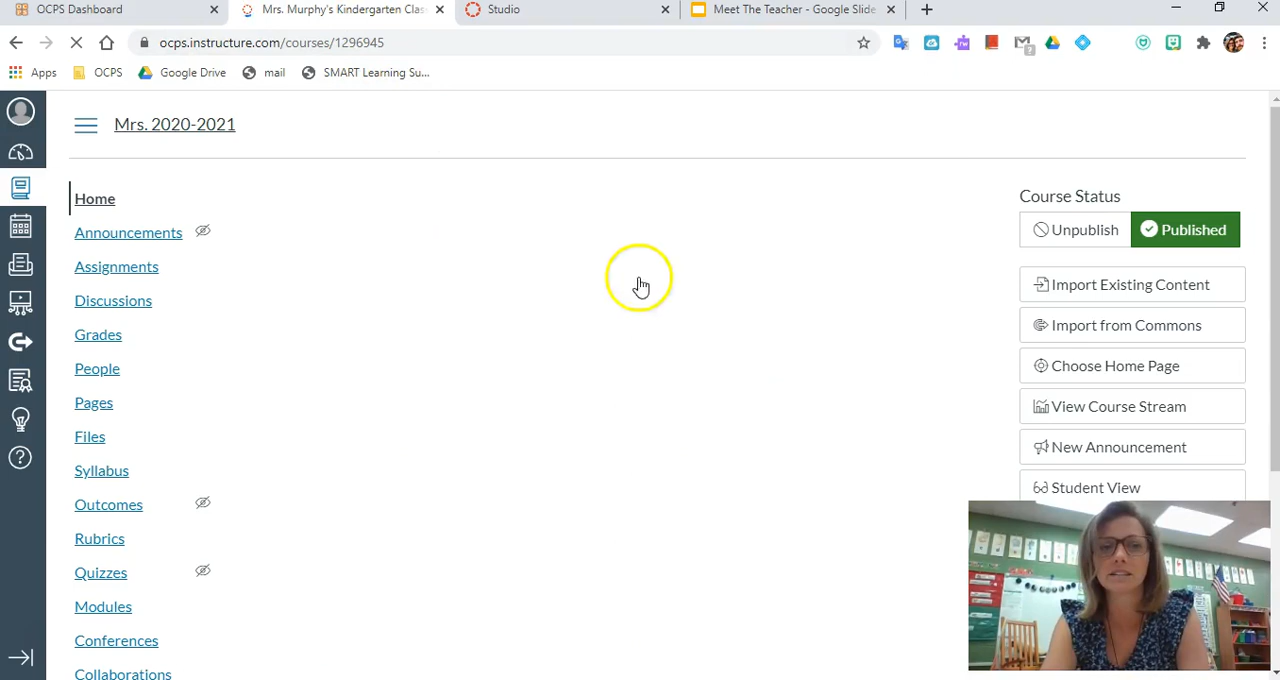 OCPS Dashboard
Mrs. Murphy's Kindergarten Clas
Studio
Meet The Teacher - Google Slide
ocps.instructure.com/courses/1296945
Apps
OCPS
Google Drive
mail
SMART Learning Su...
Mrs. 2020-2021
Home
Announcements
Assignments
Discussions
Grades
People
Pages
Files
Syllabus
Outcomes
Rubrics
Quizzes
Modules
Conferences
Collaborations
Course Status
Unpublish
Published
Import Existing Content
Import from Commons
Choose Home Page
View Course Stream
New Announcement
Student View